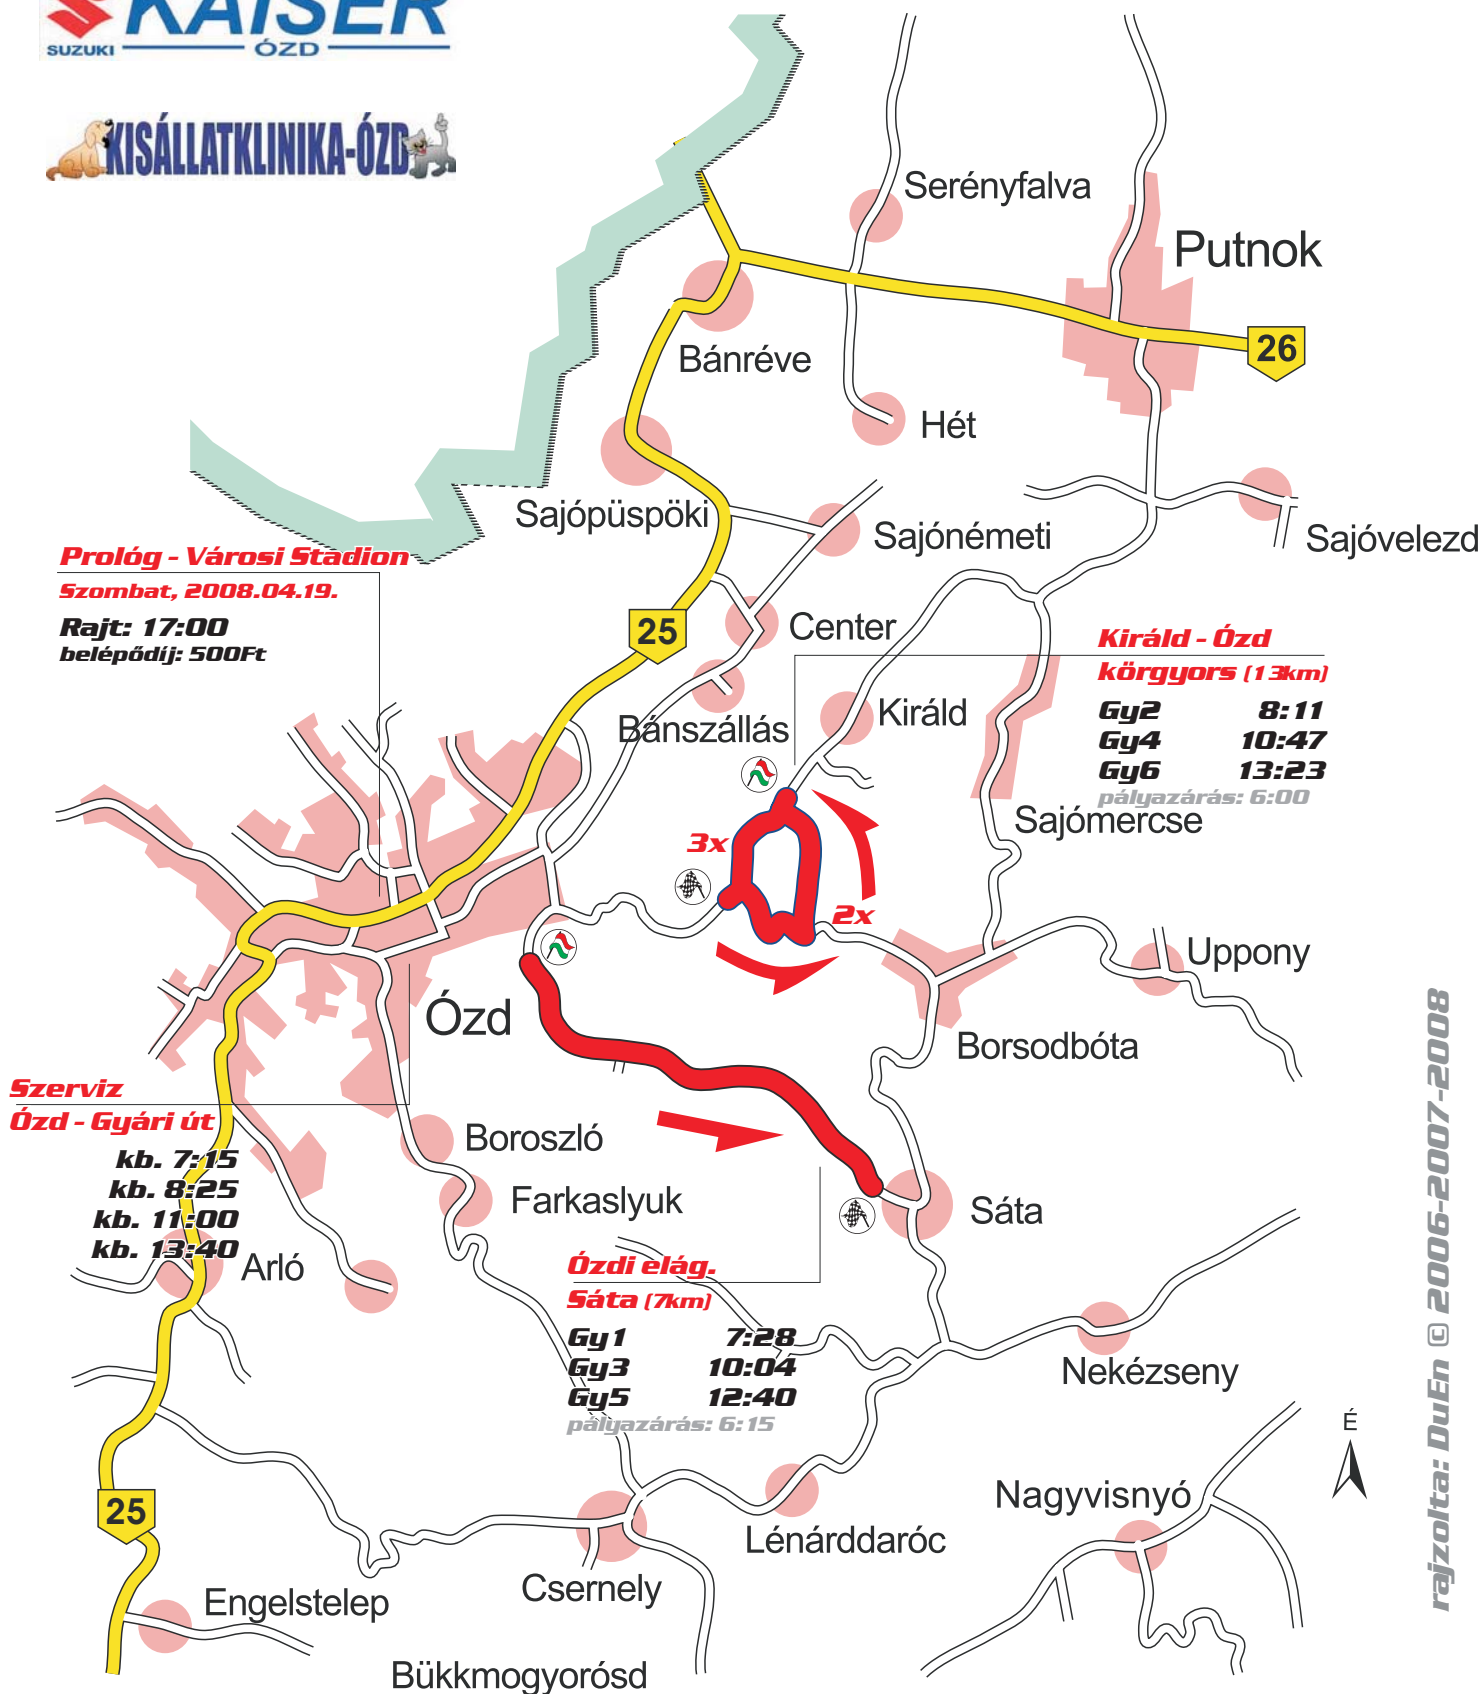 KAISER
SUZUKI ÓZD
KISÁLLATKLINIKA-ÓZD
Serényfalva
Putnok
26
Bánréve
Hét
Sajópüspöki
Sajónémeti
Sajóvelezd
Prológ - Városi Stadion
Szombat, 2008.04.19.
Rajt: 17:00
belépődíj: 500Ft
25
Center
Királd - Ózd
körgyors (13km)
Gy2 8:11
Gy4 10:47
Gy6 13:23
pályazárás: 6:00
Királd
Bánszállás
Sajómercse
3x
2x
Uppony
Ózd
Borsodbóta
Szerviz
Ózd - Gyári út
kb. 7:15
kb. 8:25
kb. 11:00
kb. 13:40
Boroszló
Farkaslyuk
Sáta
Arló
Ózdi elág.
Sáta (7km)
Gy1 7:28
Gy3 10:04
Gy5 12:40
pályazárás: 6:15
Nekézseny
É
Nagyvisnyó
25
Lénárddaróc
Csernely
Engelstelep
Bükkmogyorósd
rajzolta: DuEn © 2006-2007-2008